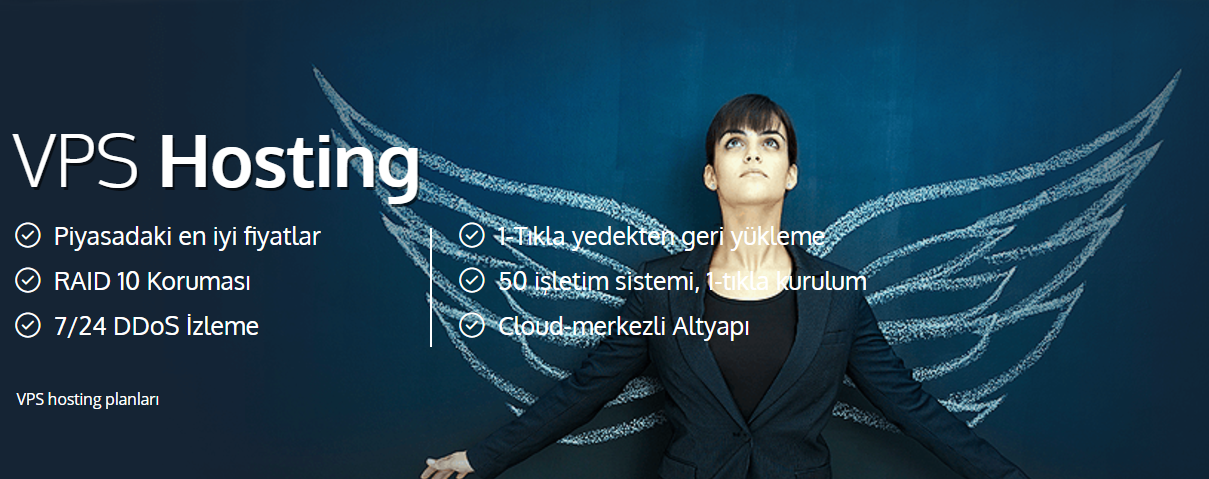 VPS Hosting
Piyasadaki en iyi fiyatlar
RAID 10 Koruması
7/24 DDoS İzleme
1-Tıkla yedekten geri yükleme
50 işletim sistemi, 1-tıkla kurulum
Cloud-merkezli Altyapı
VPS hosting planları